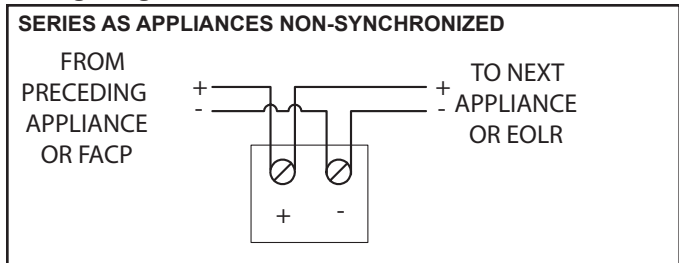 SERIES AS APPLIANCES NON-SYNCHRONIZED
FROM
PRECEDING
APPLIANCE
OR FACP
+
-
+
-
TO NEXT
APPLIANCE
OR EOLR
+ -